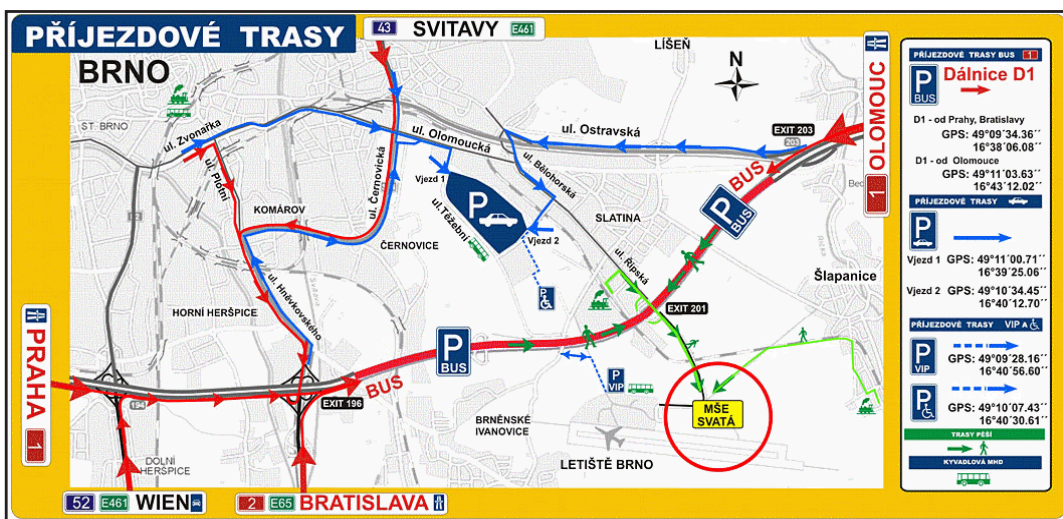 PŘÍJEZDOVÉ TRASY
43 SVITAVY E461
BRNO
LÍŠEŇ
N
ST. BRNO
ul. Zvonařka
ul. Olomoucká
ul. Ostravská
EXIT 203
203
1 OLOMOUC
ul. Plotní
ul. Černovická
Vjezd 1
ul. Bělohorská
BUS
KOMÁROV
P
P
BUS
ul. Těžební
SLATINA
ČERNOVICE
Vjezd 2
ul. Řípská
Šlapanice
ul. Hněvkovského
P
HORNÍ HERŠPICE
EXIT 201
1 PRAHA
P
BUS
P
VIP
BUS
194
EXIT 196
MŠE
SVATÁ
BRNĚNSKÉ
IVANOVICE
DOLNÍ
HERŠPICE
LETIŠTĚ BRNO
52 E461 WIEN
2 E65 BRATISLAVA
PŘÍJEZDOVÉ TRASY BUS 1
P
BUS
Dálnice D1
D1 - od Prahy, Bratislavy
GPS: 49°09´34.36´´
16°38´06.08´´
D1 - od Olomouce
GPS: 49°11´03.63´´
16°43´12.02´´
PŘÍJEZDOVÉ TRASY
P
Vjezd 1 GPS: 49°11´00.71´´
16°39´25.06´´
Vjezd 2 GPS: 49°10´34.45´´
16°40´12.70´´
PŘÍJEZDOVÉ TRASY VIP A
P
VIP
GPS: 49°09´28.16´´
16°40´56.60´´
P
GPS: 49°10´07.43´´
16°40´30.61´´
TRASY PĚŠÍ
KYVADLOVÁ MHD